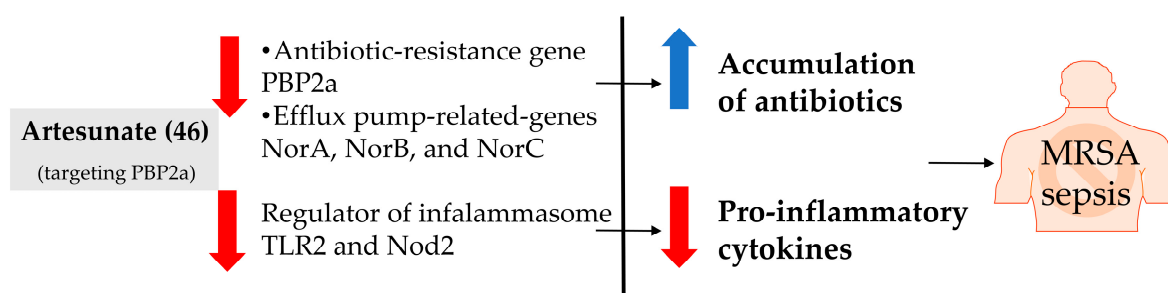 Artesunate (46)
(targeting PBP2a)
•Antibiotic-resistance gene
PBP2a
•Efflux pump-related-genes
NorA, NorB, and NorC
Regulator of infalammasome
TLR2 and Nod2
Accumulation
of antibiotics
Pro-inflammatory
cytokines
MRSA
sepsis